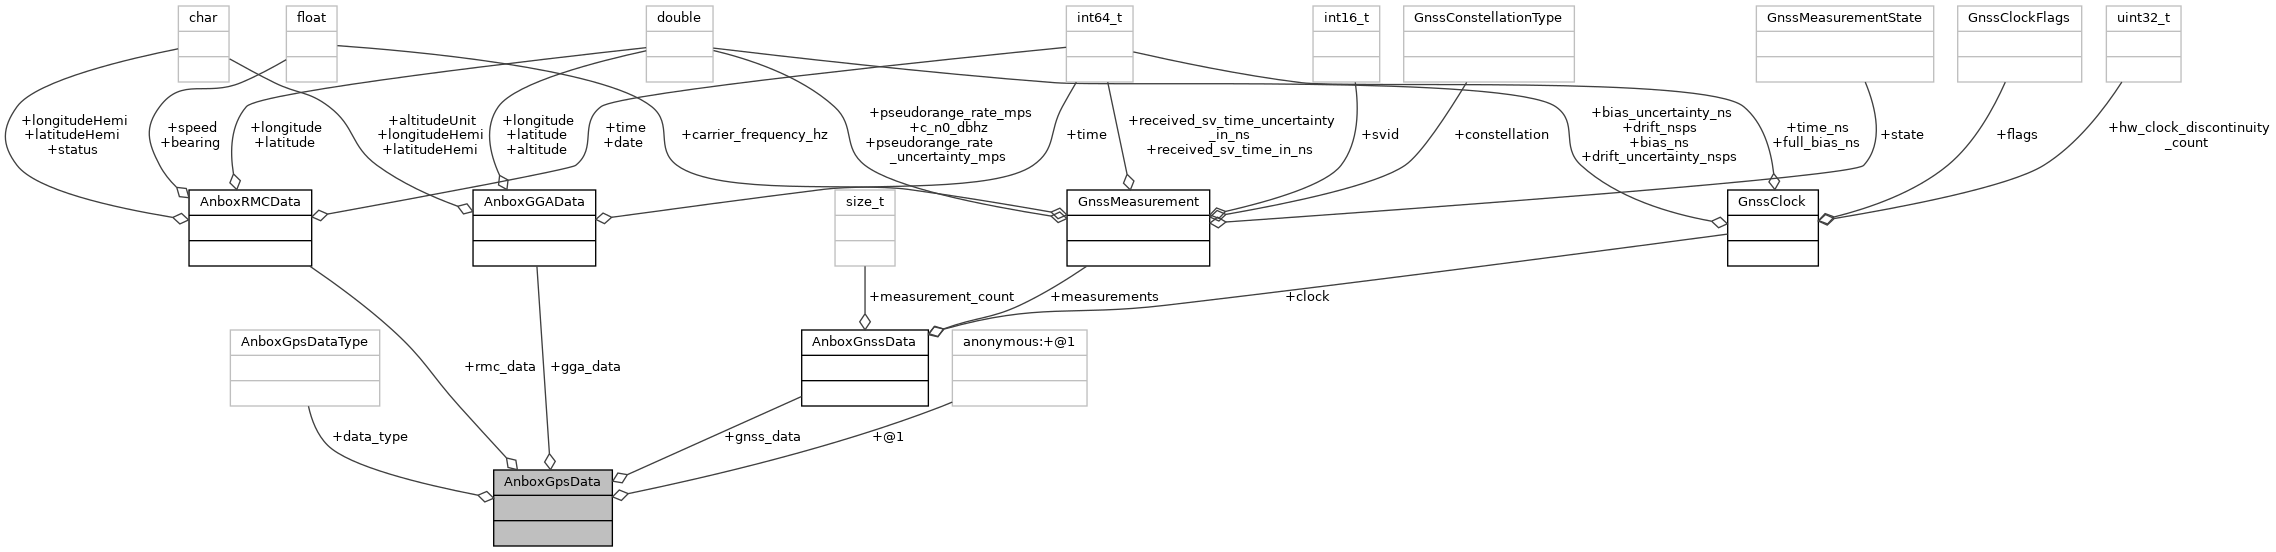 char
float
double
int64_t
int16_t
GnssConstellationType
GnssMeasurementState
GnssClockFlags
uint32_t
+longitudeHemi
+latitudeHemi
+status
+speed
+bearing
+longitude
+latitude
+altitudeUnit
+longitudeHemi
+latitudeHemi
+longitude
+latitude
+altitude
+time
+date
+carrier_frequency_hz
+pseudorange_rate_mps
+c_n0_dbhz
+pseudorange_rate
_uncertainty_mps
+time
+received_sv_time_uncertainty
_in_ns
+received_sv_time_in_ns
+svid
+constellation
+bias_uncertainty_ns
+drift_nsps
+bias_ns
+drift_uncertainty_nsps
+time_ns
+full_bias_ns
+state
+flags
+hw_clock_discontinuity
_count
AnboxRMCData
AnboxGGAData
size_t
GnssMeasurement
GnssClock
+measurement_count
+measurements
+clock
AnboxGpsDataType
+rmc_data
+gga_data
AnboxGnssData
anonymous:+@1
+data_type
+gnss_data
+@1
AnboxGpsData